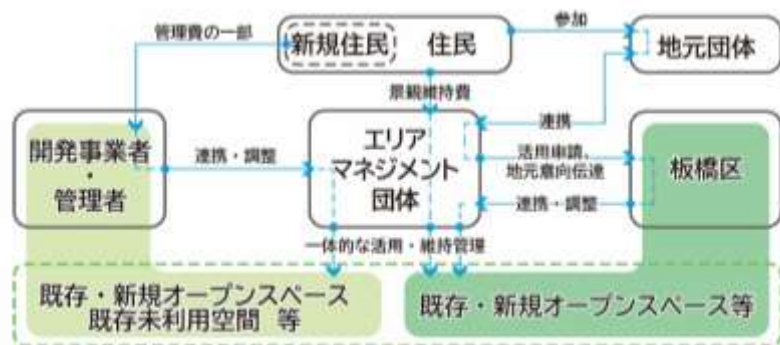 管理費の一部
新規住民
住民
参加
地元団体
景観維持費
連携
開発事業者
・
管理者
連携・調整
エリア
マネジメント
団体
活用申請、
地元意向伝達
板橋区
連携・調整
一体的な活用・維持管理
既存・新規オープンスペース
既存未利用空間 等
既存・新規オープンスペース等